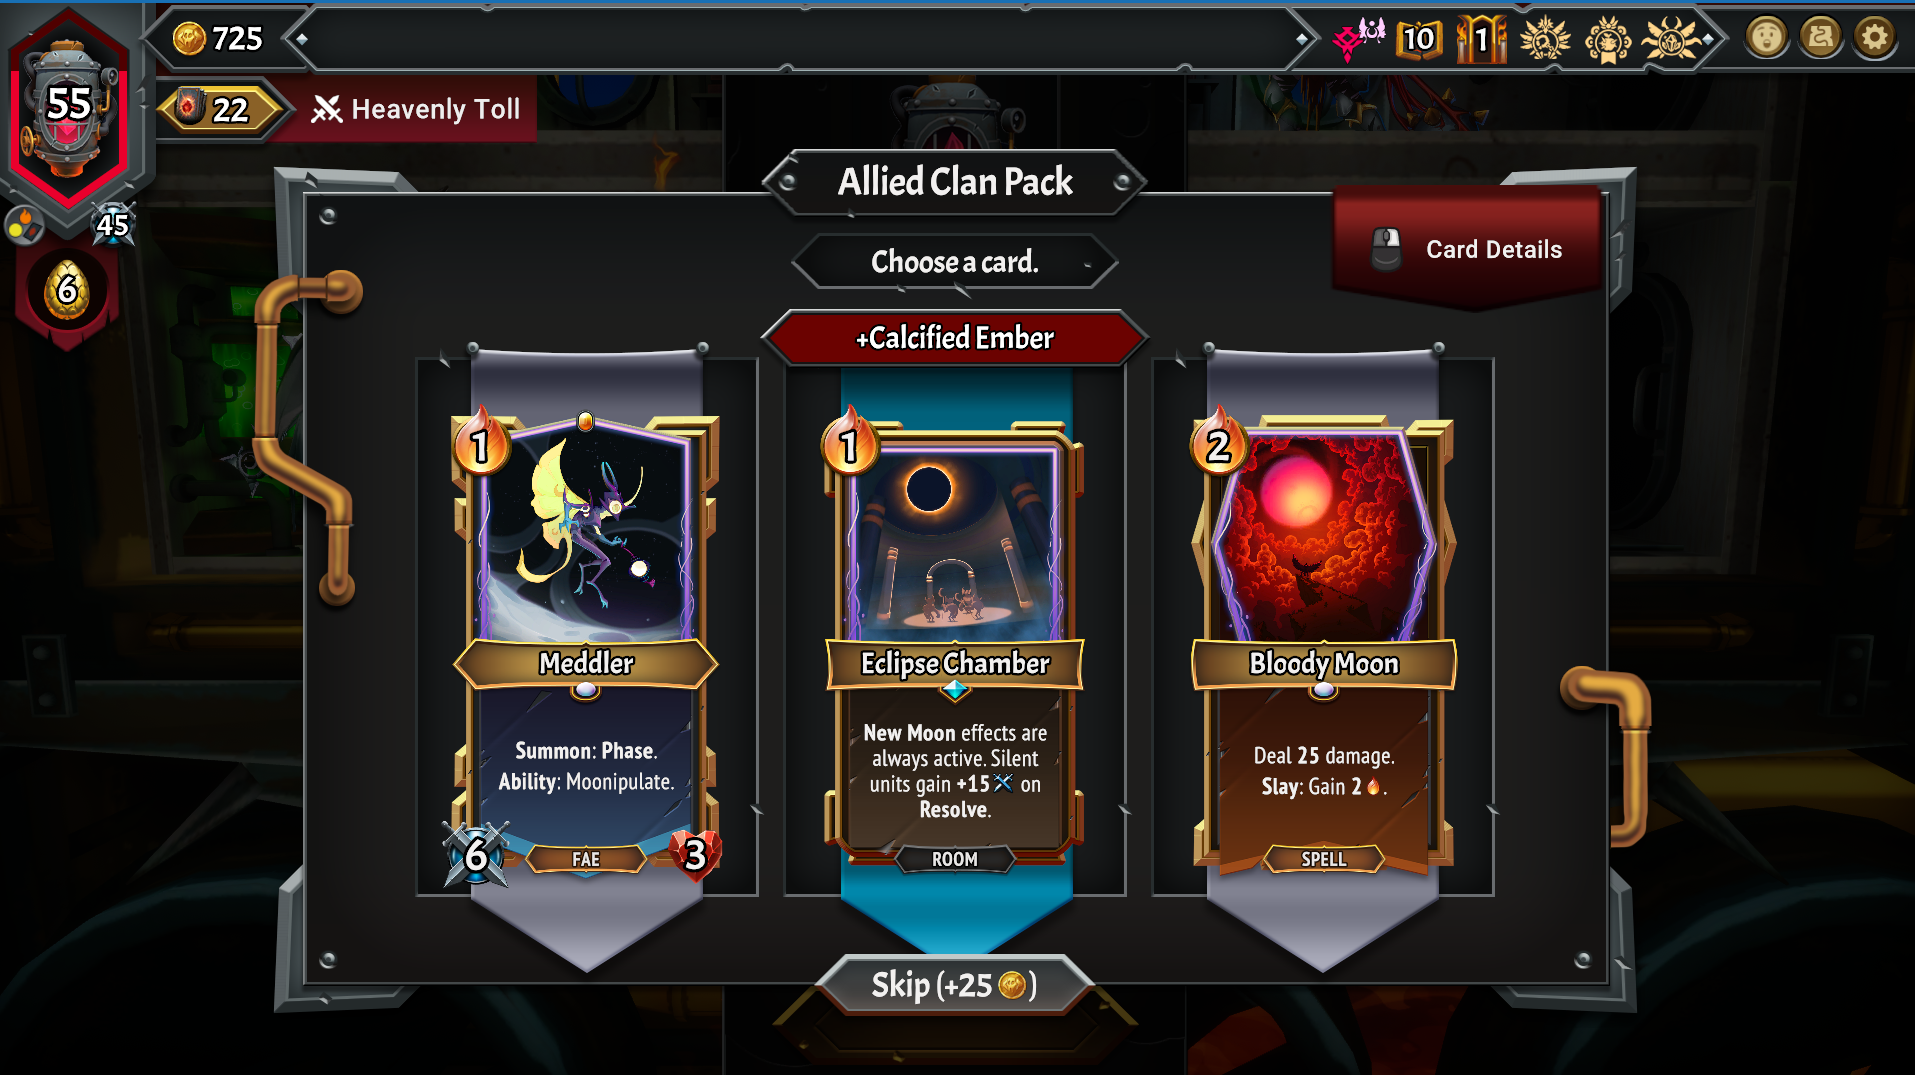 725
10
1
55
22
Heavenly Toll
45
6
Allied Clan Pack
Choose a card.
Card Details
+Calcified Ember
1
Meddler
Summon: Phase.
Ability: Moonipulate.
6
FAE
3
1
Eclipse Chamber
New Moon effects are
always active. Silent
units gain +15 on
Resolve.
ROOM
2
Bloody Moon
Deal 25 damage.
Slay: Gain 2.
SPELL
Skip (+25)